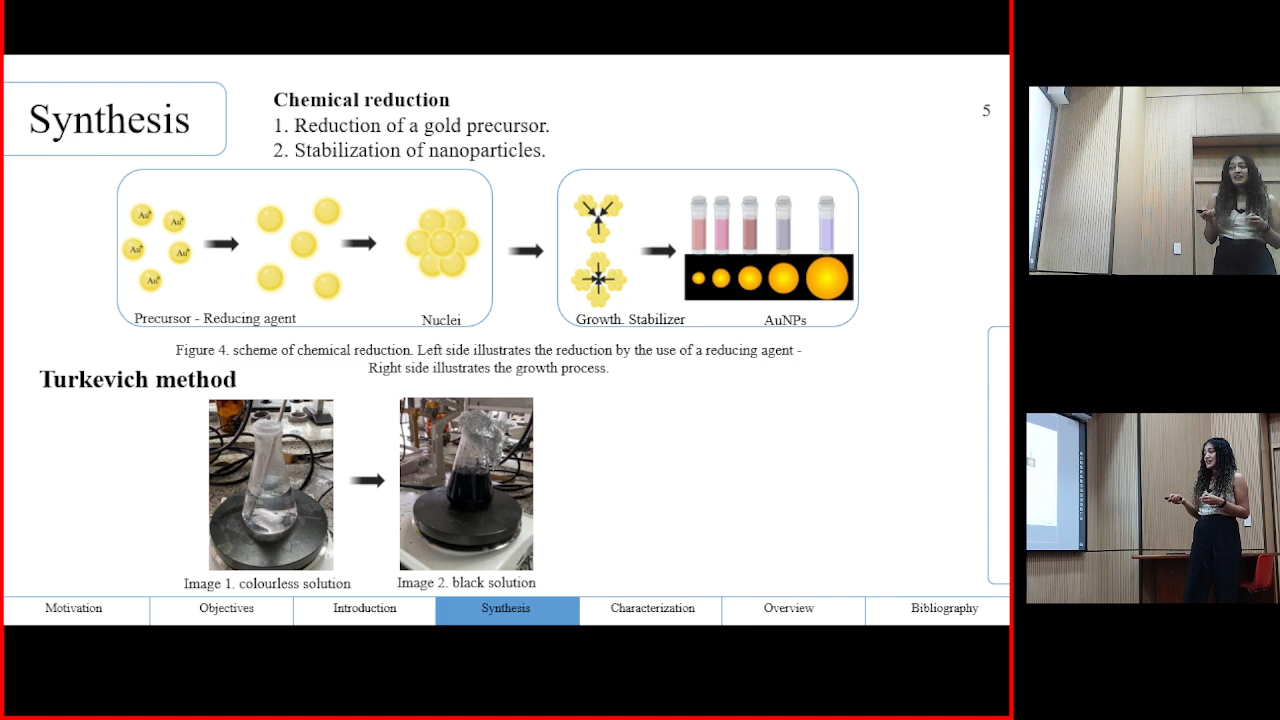 Synthesis
Chemical reduction
1. Reduction of a gold precursor.
2. Stabilization of nanoparticles.
5
Au+
Au+
Au+
Au+
Au+
Precursor - Reducing agent
Nuclei
Growth. Stabilizer
AuNPs
Figure 4. scheme of chemical reduction. Left side illustrates the reduction by the use of a reducing agent -
Right side illustrates the growth process.
Turkevich method
Image 1. colourless solution
Image 2. black solution
Motivation
Objectives
Introduction
Synthesis
Characterization
Overview
Bibliography